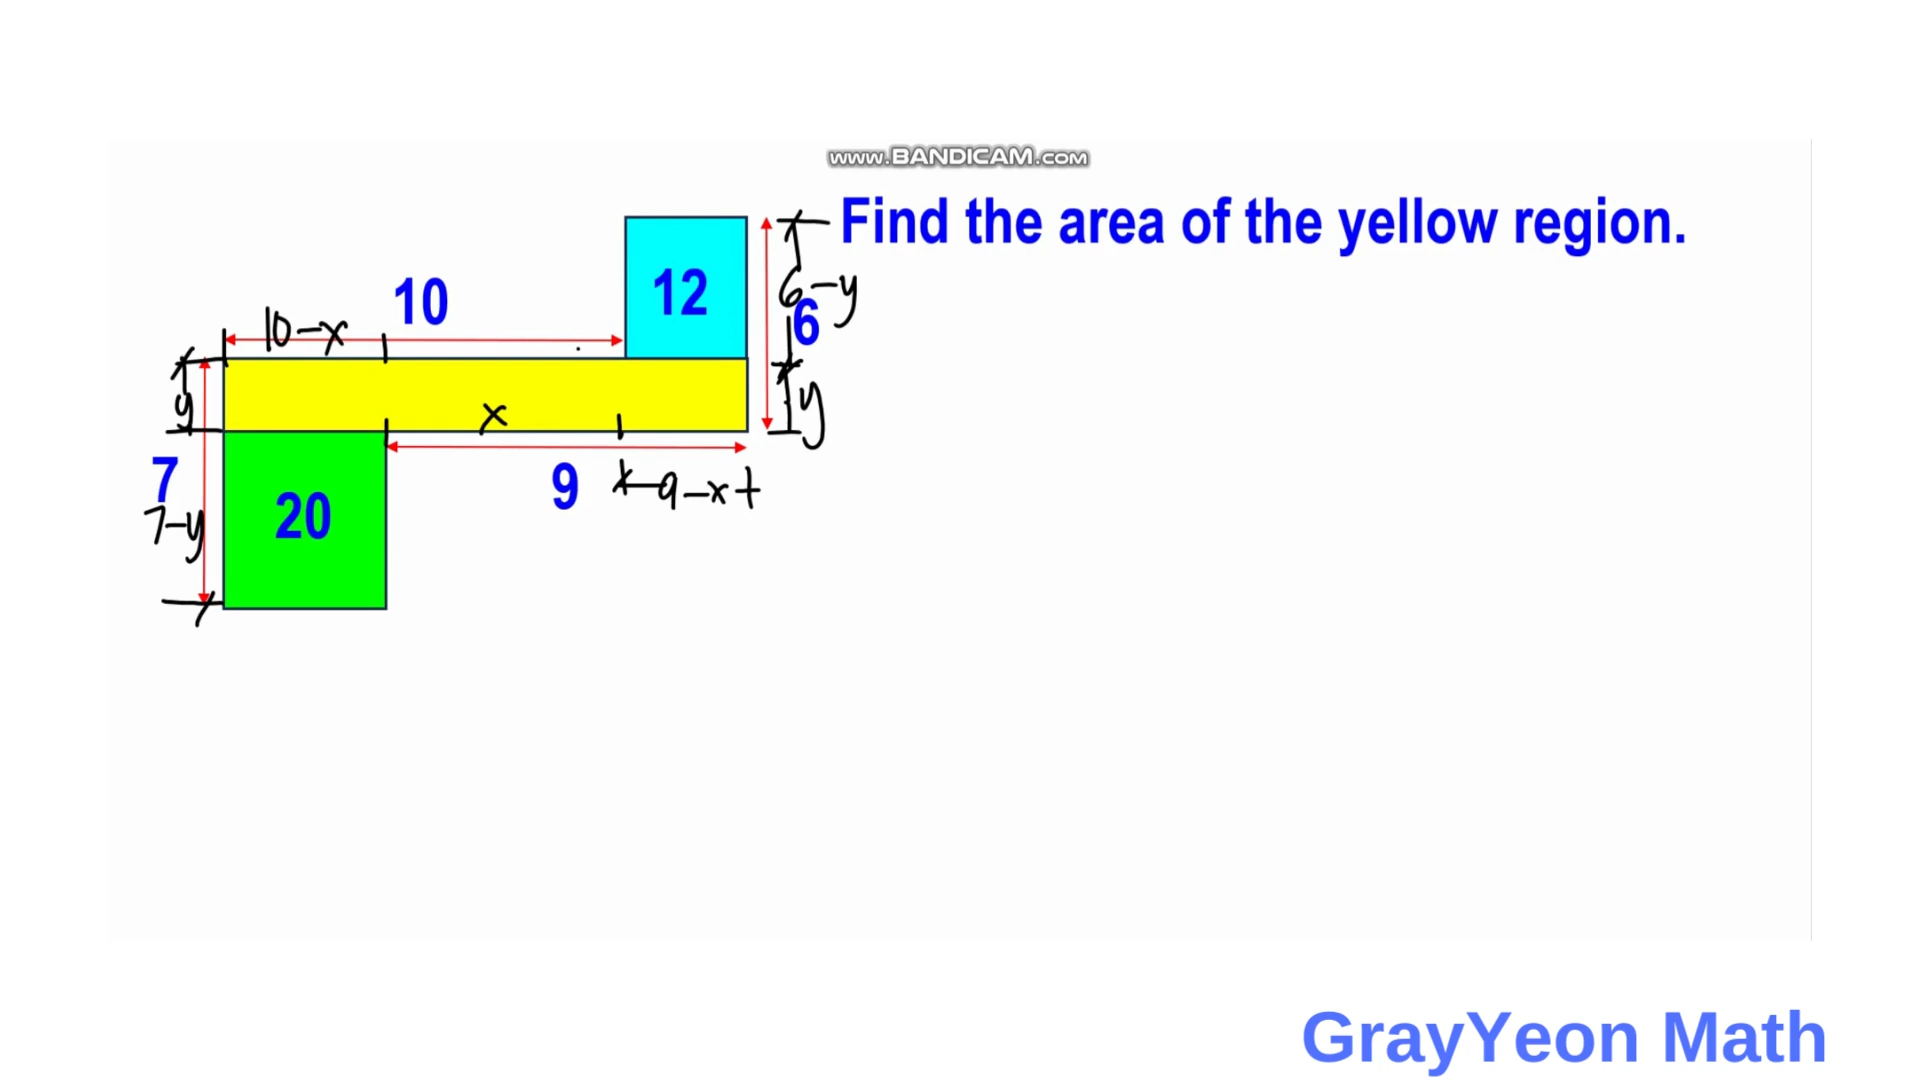 www.BANDICAM.com
Find the area of the yellow region.
12
6-y
10
6
10-x
y
x
y
7
9
9-x
7-y
20
GrayYeon Math